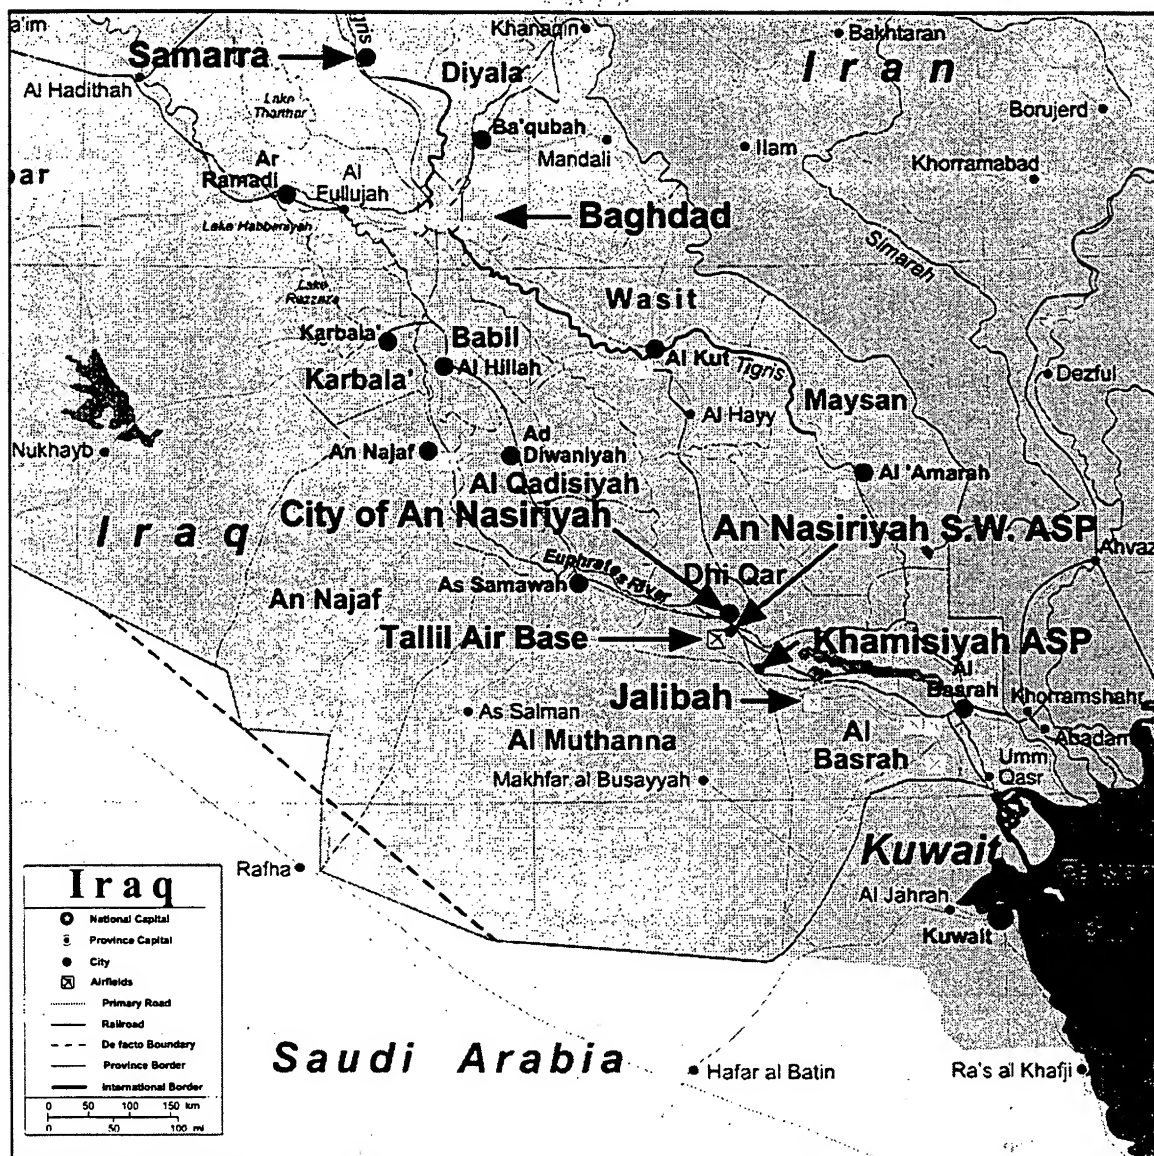 a'im
Khanaqin
Bakhtaran
Samarra
Diyala
Iran
Al Hadithah
Lake
Tharthar
Borujerd
Ba'qubah
Mandali
Ilam
Khorramabad
ar
Ar
Ramadi
Al
Fullujah
Baghdad
Lake Habbaniyah
Simareh
Lake
Razzaza
Wasit
Karbala'
Babil
Al Kut
Tigris
Al Hillah
Karbala'
Dezful
Maysan
Al Hayy
Nukhayb
An Najaf
Ad
Diwaniyah
Al 'Amarah
Al Qadisiyah
City of An Nasiriyah
An Nasiriyah S.W. ASP
Iraq
Ahvaz
Euphrates River
Dhi Qar
As Samawah
An Najaf
Tallil Air Base
Khamisiyah ASP
Al
Basrah
Jalibah
Khorramshahr
As Salman
Al Muthanna
Al
Basrah
Abadam
Umm
Qasr
Makhfar al Busayyah
Kuwait
Rafha
Al Jahrah
Kuwait
Iraq
National Capital
Province Capital
City
Airfields
Primary Road
Railroad
De facto Boundary
Province Border
International Border
0 50 100 150 km
0 50 100 mi
Saudi Arabia
Hafar al Batin
Ra's al Khafji